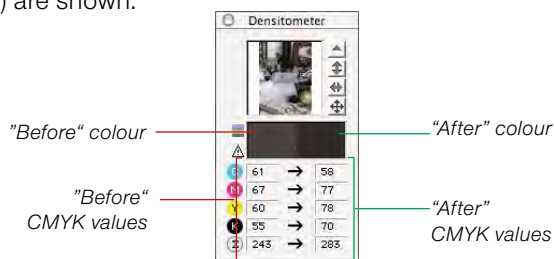 ) are shown.
Densitometer
"Before“ colour
"After" colour
C 61 → 58
M 67 → 77
Y 60 → 78
K 55 → 70
Σ 243 → 283
"Before“
CMYK values
"After"
CMYK values